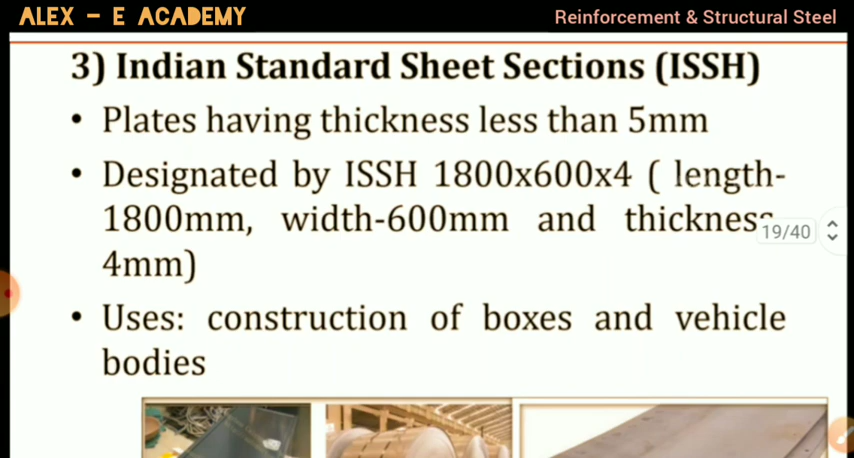 ALEX – E ACADEMY
Reinforcement & Structural Steel
3) Indian Standard Sheet Sections (ISSH)
• Plates having thickness less than 5mm
• Designated by ISSH 1800x600x4 ( length-
1800mm, width-600mm and thickness
4mm)
19/40
• Uses: construction of boxes and vehicle
bodies